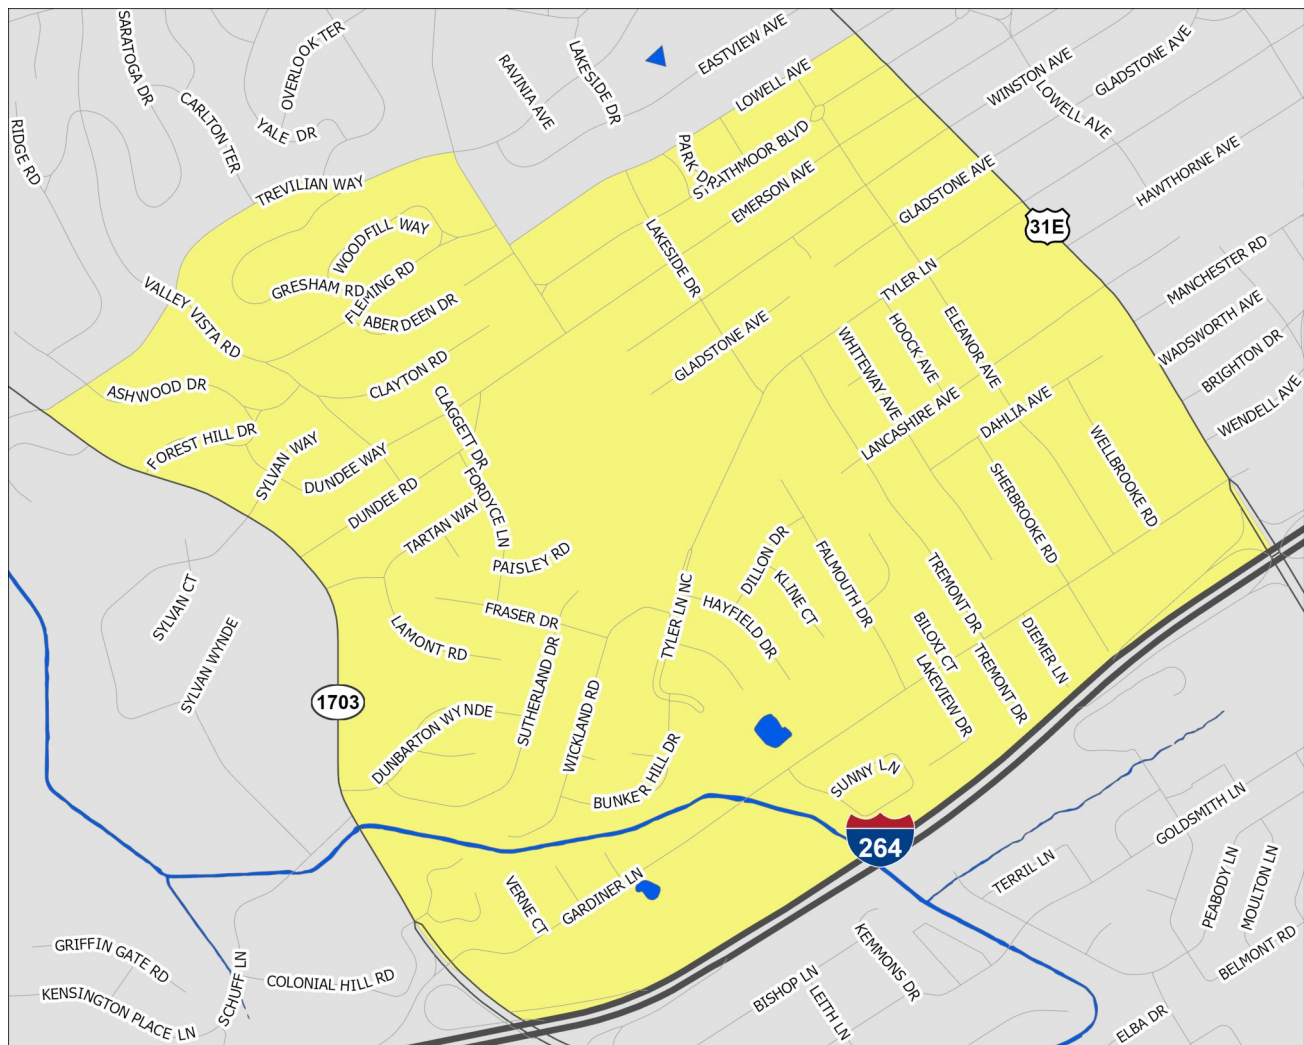 SARATOGA DR
OVERLOOK TER
EASTVIEW AVE
LAKESIDE DR
RAVINIA AVE
LOWELL AVE
WINSTON AVE
GLADSTONE AVE
LOWELL AVE
CARLTON TER
YALE DR
RIDGE RD
PARK DR
STRATHMOOR BLVD
EMERSON AVE
HAWTHORNE AVE
GLADSTONE AVE
TREVILIAN WAY
WOODFILL WAY
31E
LAKESIDE DR
GRESHAM RD
FLEMING RD
ABERDEEN DR
MANCHESTER RD
WADSWORTH AVE
BRIGHTON DR
WENDELL AVE
TYLER LN
VALLEY VISTA RD
GLADSTONE AVE
HOOCK AVE
ELEANOR AVE
WHITEWAY AVE
CLAYTON RD
ASHWOOD DR
CLAGGETT DR
LANCASHIRE AVE
DAHLIA AVE
WELLBROOKE RD
FOREST HILL DR
SYLVAN WAY
DUNDEE WAY
DUNDEE RD
FORDYCE LN
TARTAN WAY
SHERBROOKE RD
PAISLEY RD
DILLON DR
FALMOUTH DR
KLINE CT
TREMONT DR
SYLVAN CT
SYLVAN WYNDE
FRASER DR
LAMONT RD
TYLER LN NC
HAYFIELD DR
BILOXI CT
DIEMER LN
TREMONT DR
LAKEVIEW DR
SUTHERLAND DR
WICKLAND RD
1703
DUNBARTON WYNDE
BUNKER HILL DR
SUNNY LN
264
GOLDSMITH LN
TERRIL LN
PEABODY LN
MOULTON LN
VERNE CT
GARDINER LN
BELMONT RD
GRIFFIN GATE RD
SCHUFF LN
COLONIAL HILL RD
KENSINGTON PLACE LN
KEMMONS DR
BISHOP LN
LEITH LN
ELBA DR